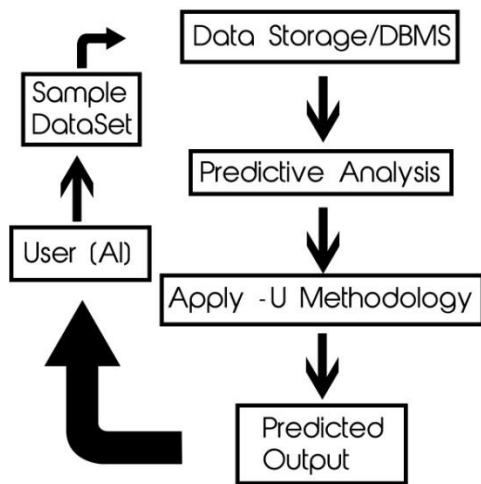 Data Storage/DBMS
Sample
DataSet
Predictive Analysis
User (AI)
Apply -U Methodology
Predicted
Output